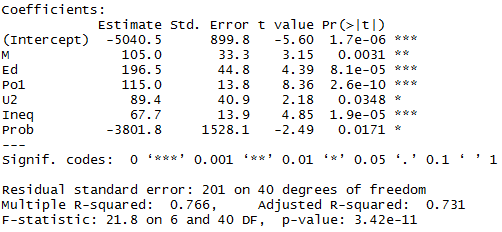 Coefficients:
            Estimate Std. Error t value Pr(>|t|)
(Intercept)  -5040.5      899.8   -5.60  1.7e-06 ***
M              105.0       33.3    3.15   0.0031 **
Ed             196.5       44.8    4.39  8.1e-05 ***
Po1            115.0       13.8    8.36  2.6e-10 ***
U2              89.4       40.9    2.18   0.0348 *
Ineq            67.7       13.9    4.85  1.9e-05 ***
Prob         -3801.8     1528.1   -2.49   0.0171 *
---
Signif. codes:  0 ‘***’ 0.001 ‘**’ 0.01 ‘*’ 0.05 ‘.’ 0.1 ‘ ’ 1
Residual standard error: 201 on 40 degrees of freedom
Multiple R-squared:  0.766,     Adjusted R-squared:  0.731
F-statistic: 21.8 on 6 and 40 DF,  p-value: 3.42e-11